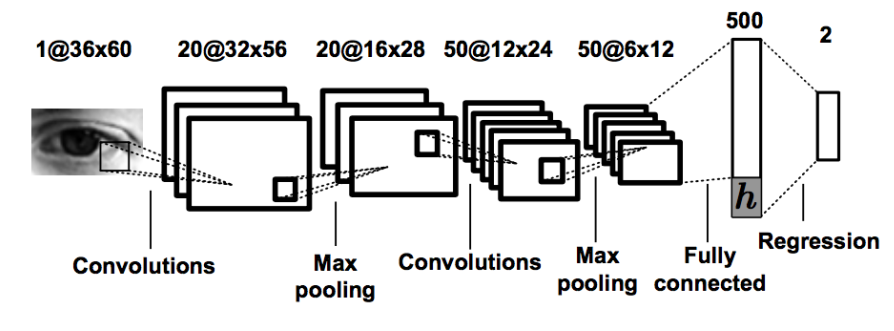 1@36x60
20@32x56
20@16x28
50@12x24
50@6x12
500
2
h
Convolutions
Max
pooling
Convolutions
Max
pooling
Fully
connected
Regression